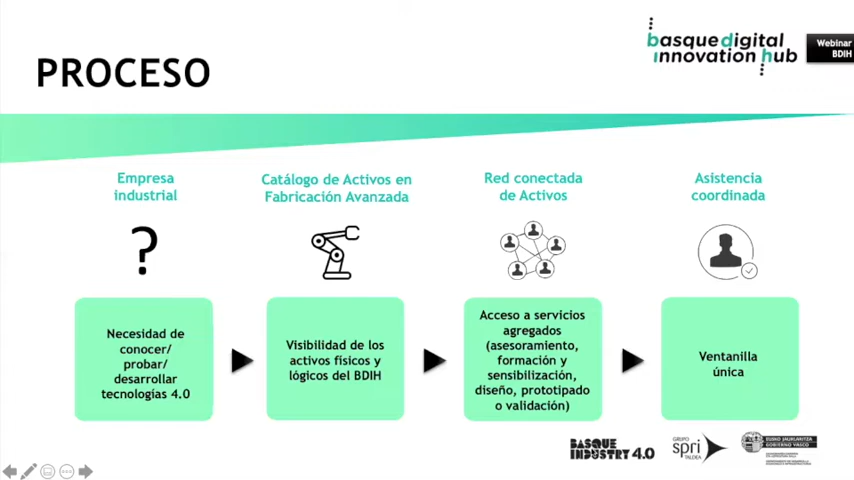 basque digital
innovation hub
Webinar
BDIH
PROCESO
Empresa
industrial
Catálogo de Activos en
Fabricación Avanzada
Red conectada
de Activos
Asistencia
coordinada
?
Necesidad de
conocer/
probar/
desarrollar
tecnologías 4.0
Visibilidad de los
activos físicos y
lógicos del BDIH
Acceso a servicios
agregados
(asesoramiento,
formación y
sensibilización,
diseño, prototipado
o validación)
Ventanilla
única
BASQUE
INDUSTRY 4.0
GRUPO
spri
TALDEA
EUSKO JAURLARITZA
GOBIERNO VASCO